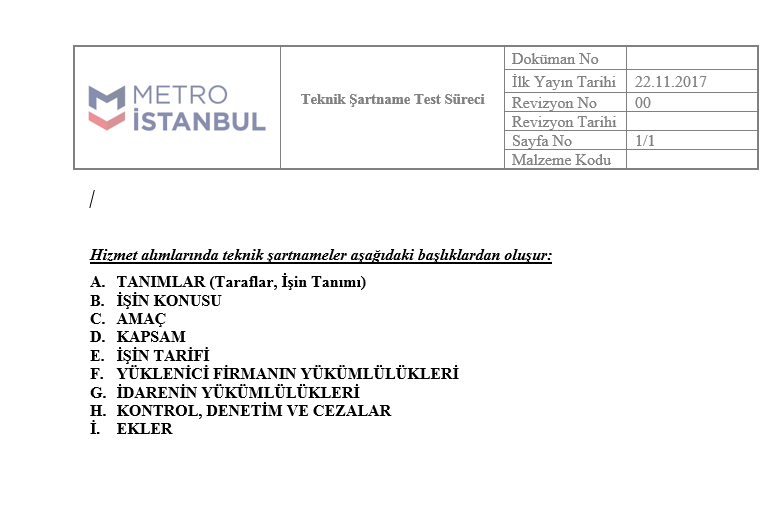 METRO
İSTANBUL
Teknik Şartname Test Süreci
Doküman No
İlk Yayın Tarihi 22.11.2017
Revizyon No 00
Revizyon Tarihi
Sayfa No 1/1
Malzeme Kodu
/
Hizmet alımlarında teknik şartnameler aşağıdaki başlıklardan oluşur:
A. TANIMLAR (Taraflar, İşin Tanımı)
B. İŞİN KONUSU
C. AMAÇ
D. KAPSAM
E. İŞİN TARİFİ
F. YÜKLENİCİ FİRMANIN YÜKÜMLÜLÜKLERİ
G. İDARENİN YÜKÜMLÜLÜKLERİ
H. KONTROL, DENETİM VE CEZALAR
İ. EKLER